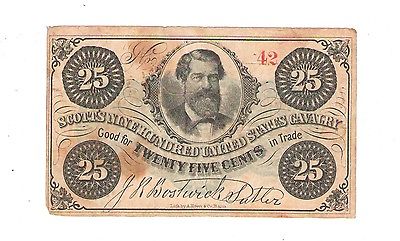 No. 42
25 25
SCOTT'S NINE HUNDRED UNITED STATES CAVALRY
Good for TWENTY FIVE CENTS in Trade
25 25
J R Bostwick Sutler